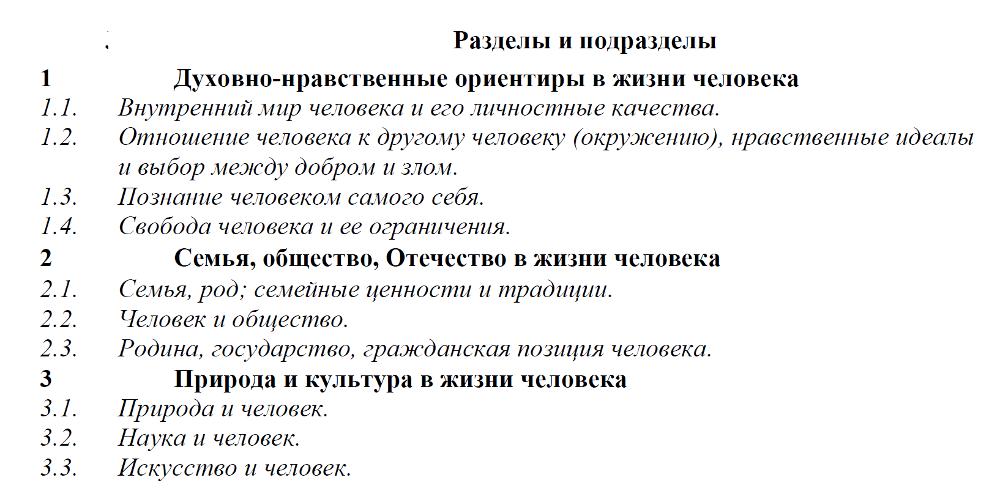 Разделы и подразделы
1 Духовно-нравственные ориентиры в жизни человека
1.1. Внутренний мир человека и его личностные качества.
1.2. Отношение человека к другому человеку (окружению), нравственные идеалы
и выбор между добром и злом.
1.3. Познание человеком самого себя.
1.4. Свобода человека и ее ограничения.
2 Семья, общество, Отечество в жизни человека
2.1. Семья, род; семейные ценности и традиции.
2.2. Человек и общество.
2.3. Родина, государство, гражданская позиция человека.
3 Природа и культура в жизни человека
3.1. Природа и человек.
3.2. Наука и человек.
3.3. Искусство и человек.